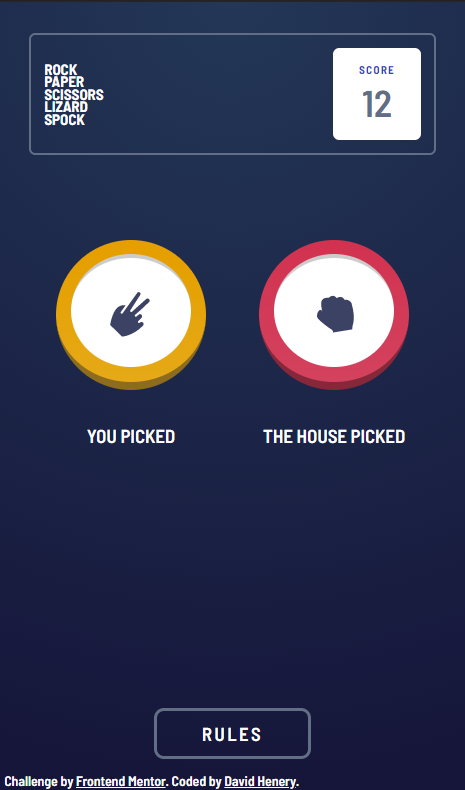 ROCK
PAPER
SCISSORS
LIZARD
SPOCK
SCORE
12
YOU PICKED
THE HOUSE PICKED
RULES
Challenge by Frontend Mentor. Coded by David Henery.